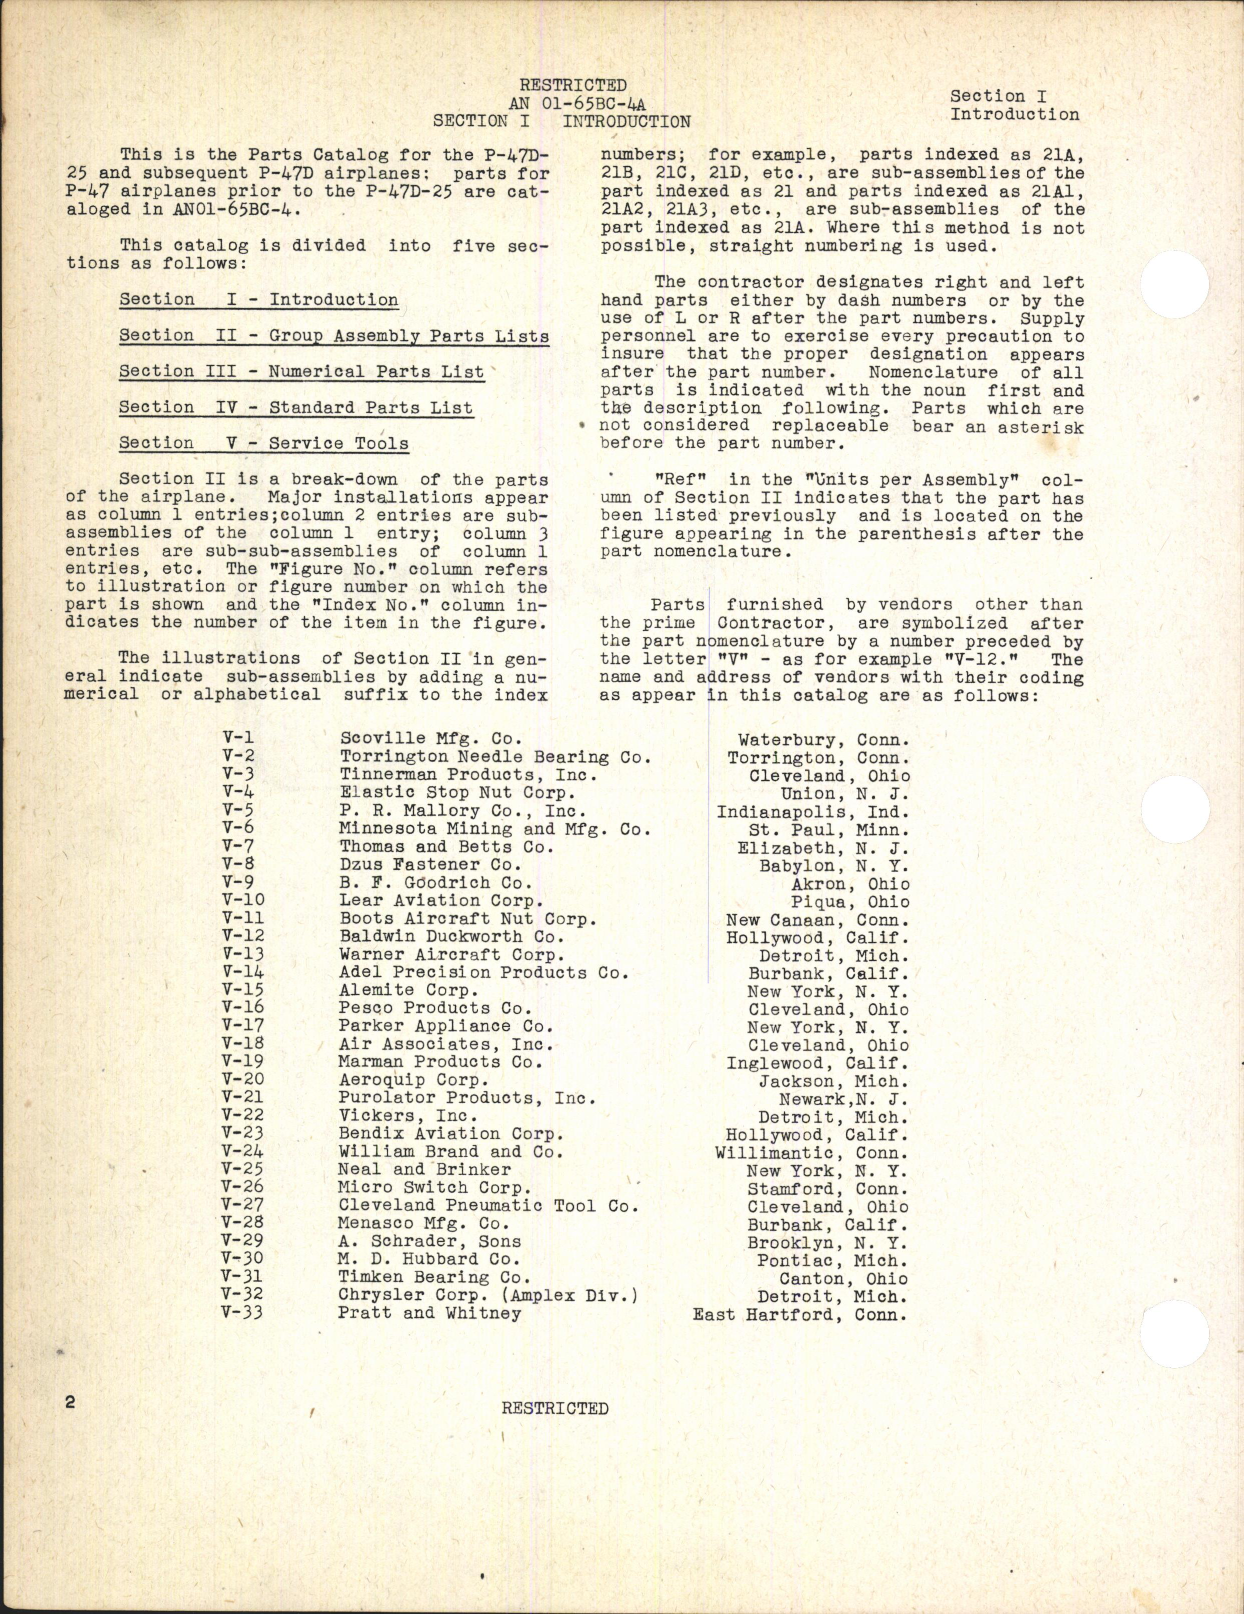 RESTRICTED
AN 01-65BC-4A
SECTION I INTRODUCTION
Section I
Introduction
This is the Parts Catalog for the P-47D-
25 and subsequent P-47D airplanes; parts for
P-47 airplanes prior to the P-47D-25 are cat-
aloged in AN01-65BC-4.
This catalog is divided into five sec-
tions as follows:
Section I - Introduction
Section II - Group Assembly Parts Lists
Section III - Numerical Parts List
Section IV - Standard Parts List
Section V - Service Tools
Section II is a break-down of the parts
of the airplane. Major installations appear
as column 1 entries;column 2 entries are sub-
assemblies of the column 1 entry; column 3
entries are sub-sub-assemblies of column 1
entries, etc. The "Figure No." column refers
to illustration or figure number on which the
part is shown and the "Index No." column in-
dicates the number of the item in the figure.
The illustrations of Section II in gen-
eral indicate sub-assemblies by adding a nu-
merical or alphabetical suffix to the index
numbers; for example, parts indexed as 21A,
21B, 21C, 21D, etc., are sub-assemblies of the
part indexed as 21 and parts indexed as 21A1,
21A2, 21A3, etc., are sub-assemblies of the
part indexed as 21A. Where this method is not
possible, straight numbering is used.
The contractor designates right and left
hand parts either by dash numbers or by the
use of L or R after the part numbers. Supply
personnel are to exercise every precaution to
insure that the proper designation appears
after the part number. Nomenclature of all
parts is indicated with the noun first and
the description following. Parts which are
not considered replaceable bear an asterisk
before the part number.
"Ref" in the "Units per Assembly" col-
umn of Section II indicates that the part has
been listed previously and is located on the
figure appearing in the parenthesis after the
part nomenclature.
Parts furnished by vendors other than
the prime Contractor, are symbolized after
the part nomenclature by a number preceded by
the letter "V" - as for example "V-12." The
name and address of vendors with their coding
as appear in this catalog are as follows:
V-1 Scoville Mfg. Co. Waterbury, Conn.
V-2 Torrington Needle Bearing Co. Torrington, Conn.
V-3 Tinnerman Products, Inc. Cleveland, Ohio
V-4 Elastic Stop Nut Corp. Union, N. J.
V-5 P. R. Mallory Co., Inc. Indianapolis, Ind.
V-6 Minnesota Mining and Mfg. Co. St. Paul, Minn.
V-7 Thomas and Betts Co. Elizabeth, N. J.
V-8 Dzus Fastener Co. Babylon, N. Y.
V-9 B. F. Goodrich Co. Akron, Ohio
V-10 Lear Aviation Corp. Piqua, Ohio
V-11 Boots Aircraft Nut Corp. New Canaan, Conn.
V-12 Baldwin Duckworth Co. Hollywood, Calif.
V-13 Warner Aircraft Corp. Detroit, Mich.
V-14 Adel Precision Products Co. Burbank, Calif.
V-15 Alemite Corp. New York, N. Y.
V-16 Pesco Products Co. Cleveland, Ohio
V-17 Parker Appliance Co. New York, N. Y.
V-18 Air Associates, Inc. Cleveland, Ohio
V-19 Marman Products Co. Inglewood, Calif.
V-20 Aeroquip Corp. Jackson, Mich.
V-21 Purolator Products, Inc. Newark,N. J.
V-22 Vickers, Inc. Detroit, Mich.
V-23 Bendix Aviation Corp. Hollywood, Calif.
V-24 William Brand and Co. Willimantic, Conn.
V-25 Neal and Brinker New York, N. Y.
V-26 Micro Switch Corp. Stamford, Conn.
V-27 Cleveland Pneumatic Tool Co. Cleveland, Ohio
V-28 Menasco Mfg. Co. Burbank, Calif.
V-29 A. Schrader, Sons Brooklyn, N. Y.
V-30 M. D. Hubbard Co. Pontiac, Mich.
V-31 Timken Bearing Co. Canton, Ohio
V-32 Chrysler Corp. (Amplex Div.) Detroit, Mich.
V-33 Pratt and Whitney East Hartford, Conn.
2
RESTRICTED